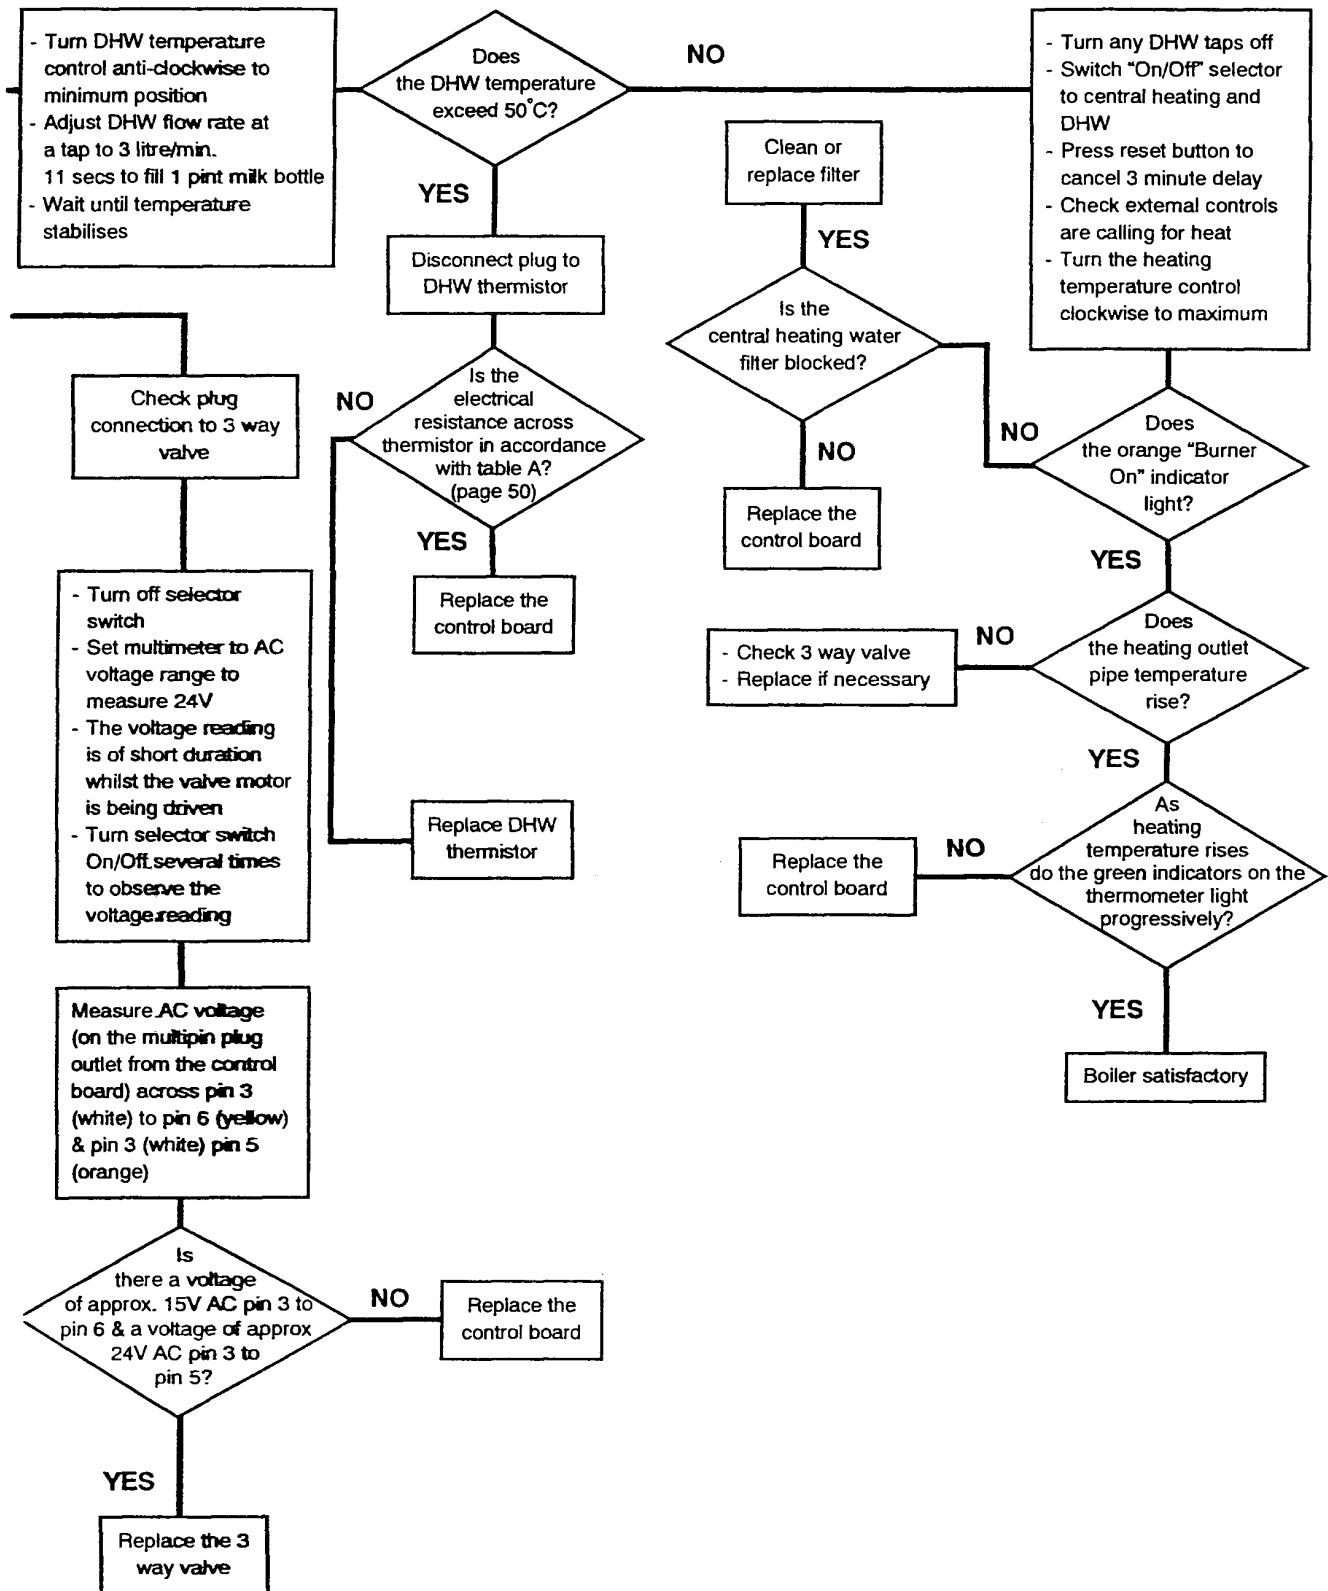 - Turn DHW temperature
control anti-clockwise to
minimum position
- Adjust DHW flow rate at
a tap to 3 litre/min.
11 secs to fill 1 pint milk bottle
- Wait until temperature
stabilises
Does
the DHW temperature
exceed 50°C?
NO
YES
Disconnect plug to
DHW thermistor
Is the
electrical
resistance across
thermistor in accordance
with table A?
(page 50)
NO
YES
Replace the
control board
Replace DHW
thermistor
- Turn any DHW taps off
- Switch "On/Off" selector
to central heating and
DHW
- Press reset button to
cancel 3 minute delay
- Check external controls
are calling for heat
- Turn the heating
temperature control
clockwise to maximum
Does
the orange "Burner
On" indicator
light?
NO
Is the
central heating water
filter blocked?
YES
Clean or
replace filter
NO
Replace the
control board
YES
Does
the heating outlet
pipe temperature
rise?
NO
- Check 3 way valve
- Replace if necessary
YES
As
heating
temperature rises
do the green indicators on the
thermometer light
progressively?
NO
Replace the
control board
YES
Boiler satisfactory
Check plug
connection to 3 way
valve
- Turn off selector
switch
- Set multimeter to AC
voltage range to
measure 24V
- The voltage reading
is of short duration
whilst the valve motor
is being driven
- Turn selector switch
On/Off several times
to observe the
voltage reading
Measure AC voltage
(on the multipin plug
outlet from the control
board) across pin 3
(white) to pin 6 (yellow)
& pin 3 (white) pin 5
(orange)
Is
there a voltage
of approx. 15V AC pin 3 to
pin 6 & a voltage of approx
24V AC pin 3 to
pin 5?
NO
Replace the
control board
YES
Replace the 3
way valve